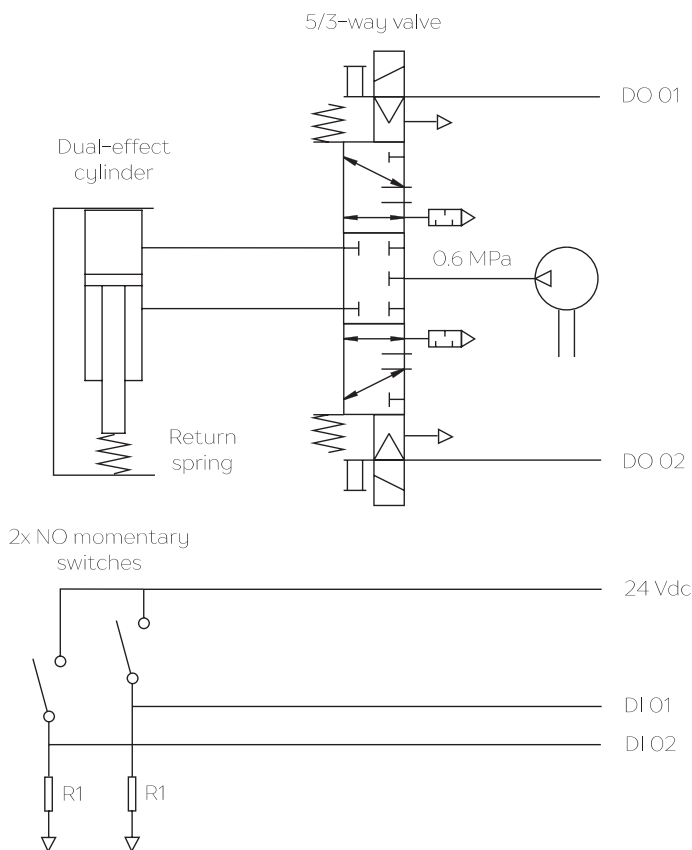 5/3-way valve
DO 01
Dual-effect
cylinder
0.6 MPa
Return
spring
DO 02
2x NO momentary
switches
24 Vdc
DI 01
DI 02
R1
R1